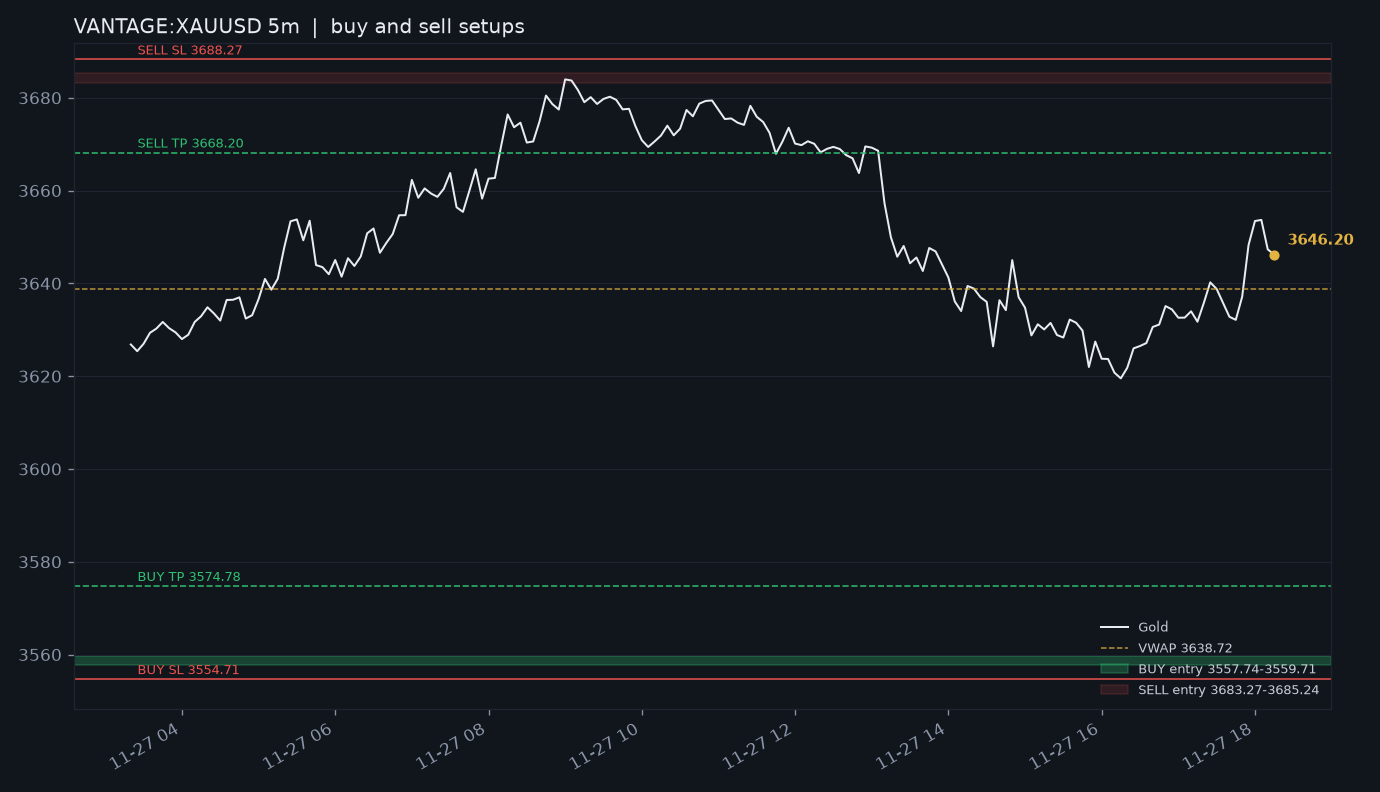 VANTAGE:XAUUSD 5m | buy and sell setups
SELL SL 3688.27
3680
SELL TP 3668.20
3660
3646.20
3640
3620
3600
3580
BUY TP 3574.78
Gold
VWAP 3638.72
3560
BUY SL 3554.71
BUY entry 3557.74-3559.71
SELL entry 3683.27-3685.24
11-27 04
11-27 06
11-27 08
11-27 10
11-27 12
11-27 14
11-27 16
11-27 18